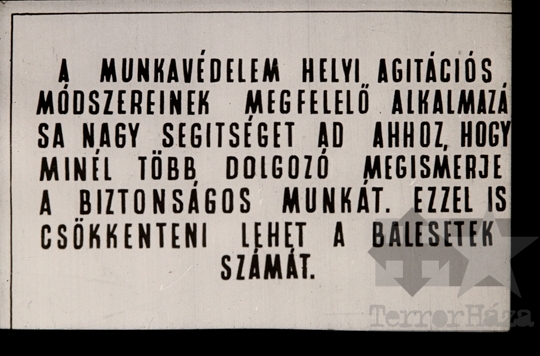 A MUNKAVÉDELEM HELYI AGITÁCIÓS
MÓDSZEREINEK MEGFELELŐ ALKALMAZÁ
SA NAGY SEGITSÉGET AD AHHOZ, HOGY
MINÉL TÖBB DOLGOZÓ MEGISMERJE
A BIZTONSÁGOS MUNKÁT. EZZEL IS
CSÖKKENTENI LEHET A BALESETEK
SZÁMÁT.
TerrorHáza